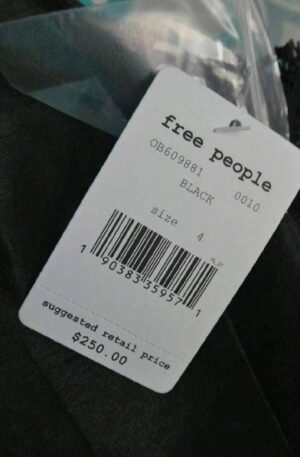 free people
OB609881 0010
BLACK
size 4
1 90383 35957 1
suggested retail price
$250.00